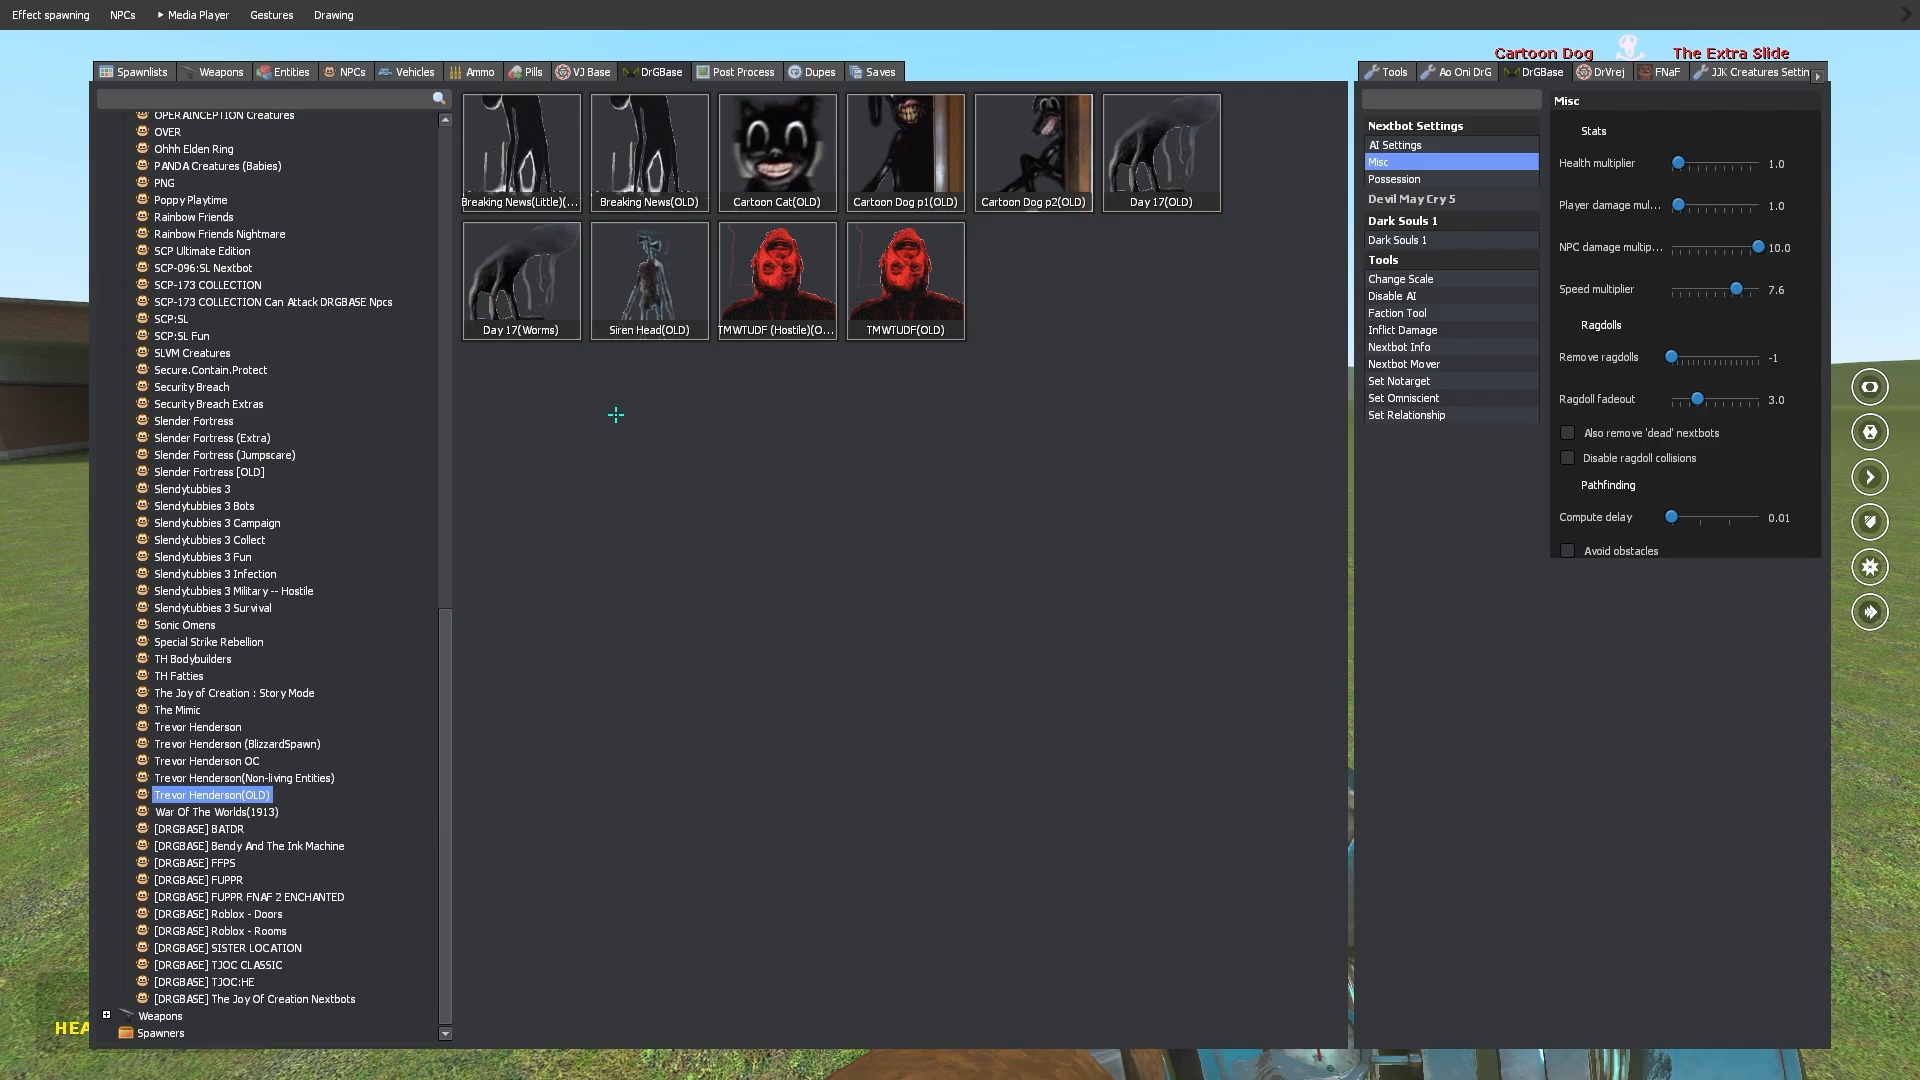 Effect spawning
NPCs
Media Player
Gestures
Drawing
Cartoon Dog
The Extra Slide
Spawnlists
Weapons
Entities
NPCs
Vehicles
Ammo
Pills
VJ Base
DrGBase
Post Process
Dupes
Saves
Tools
Ao Oni DrG
DrGBase
DrVrej
FNaF
JJK Creatures Settin
OPERAINCEPTION Creatures
OVER
Ohhh Elden Ring
PANDA Creatures (Babies)
PNG
Poppy Playtime
Rainbow Friends
Rainbow Friends Nightmare
SCP Ultimate Edition
SCP-096:SL Nextbot
SCP-173 COLLECTION
SCP-173 COLLECTION Can Attack DRGBASE Npcs
SCP:SL
SCP:SL Fun
SLVM Creatures
Secure.Contain.Protect
Security Breach
Security Breach Extras
Slender Fortress
Slender Fortress (Extra)
Slender Fortress (Jumpscare)
Slender Fortress [OLD]
Slendytubbies 3
Slendytubbies 3 Bots
Slendytubbies 3 Campaign
Slendytubbies 3 Collect
Slendytubbies 3 Fun
Slendytubbies 3 Infection
Slendytubbies 3 Military -- Hostile
Slendytubbies 3 Survival
Sonic Omens
Special Strike Rebellion
TH Bodybuilders
TH Fatties
The Joy of Creation : Story Mode
The Mimic
Trevor Henderson
Trevor Henderson (BlizzardSpawn)
Trevor Henderson OC
Trevor Henderson(Non-living Entities)
Trevor Henderson(OLD)
War Of The Worlds(1913)
[DRGBASE] BATDR
[DRGBASE] Bendy And The Ink Machine
[DRGBASE] FFPS
[DRGBASE] FUPPR
[DRGBASE] FUPPR FNAF 2 ENCHANTED
[DRGBASE] Roblox - Doors
[DRGBASE] Roblox - Rooms
[DRGBASE] SISTER LOCATION
[DRGBASE] TJOC CLASSIC
[DRGBASE] TJOC:HE
[DRGBASE] The Joy Of Creation Nextbots
Weapons
Spawners
HEA
Breaking News(Little)(...
Breaking News(OLD)
Cartoon Cat(OLD)
Cartoon Dog p1(OLD)
Cartoon Dog p2(OLD)
Day 17(OLD)
Day 17(Worms)
Siren Head(OLD)
TMWTUDF (Hostile)(O...
TMWTUDF(OLD)
Nextbot Settings
AI Settings
Misc
Possession
Devil May Cry 5
Dark Souls 1
Dark Souls 1
Tools
Change Scale
Disable AI
Faction Tool
Inflict Damage
Nextbot Info
Nextbot Mover
Set Notarget
Set Omniscient
Set Relationship
Misc
Stats
Health multiplier 1.0
Player damage mul... 1.0
NPC damage multip... 10.0
Speed multiplier 7.6
Ragdolls
Remove ragdolls -1
Ragdoll fadeout 3.0
Also remove 'dead' nextbots
Disable ragdoll collisions
Pathfinding
Compute delay 0.01
Avoid obstacles